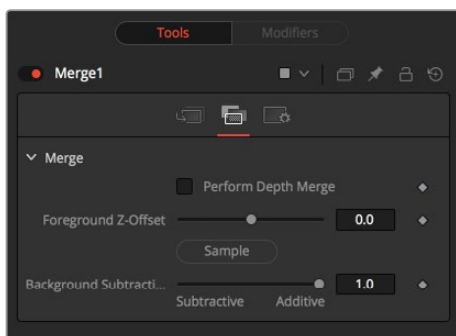 Tools Modifiers
Merge1
Merge
Perform Depth Merge
Foreground Z-Offset 0.0
Sample
Background Subtracti... 1.0
Subtractive Additive